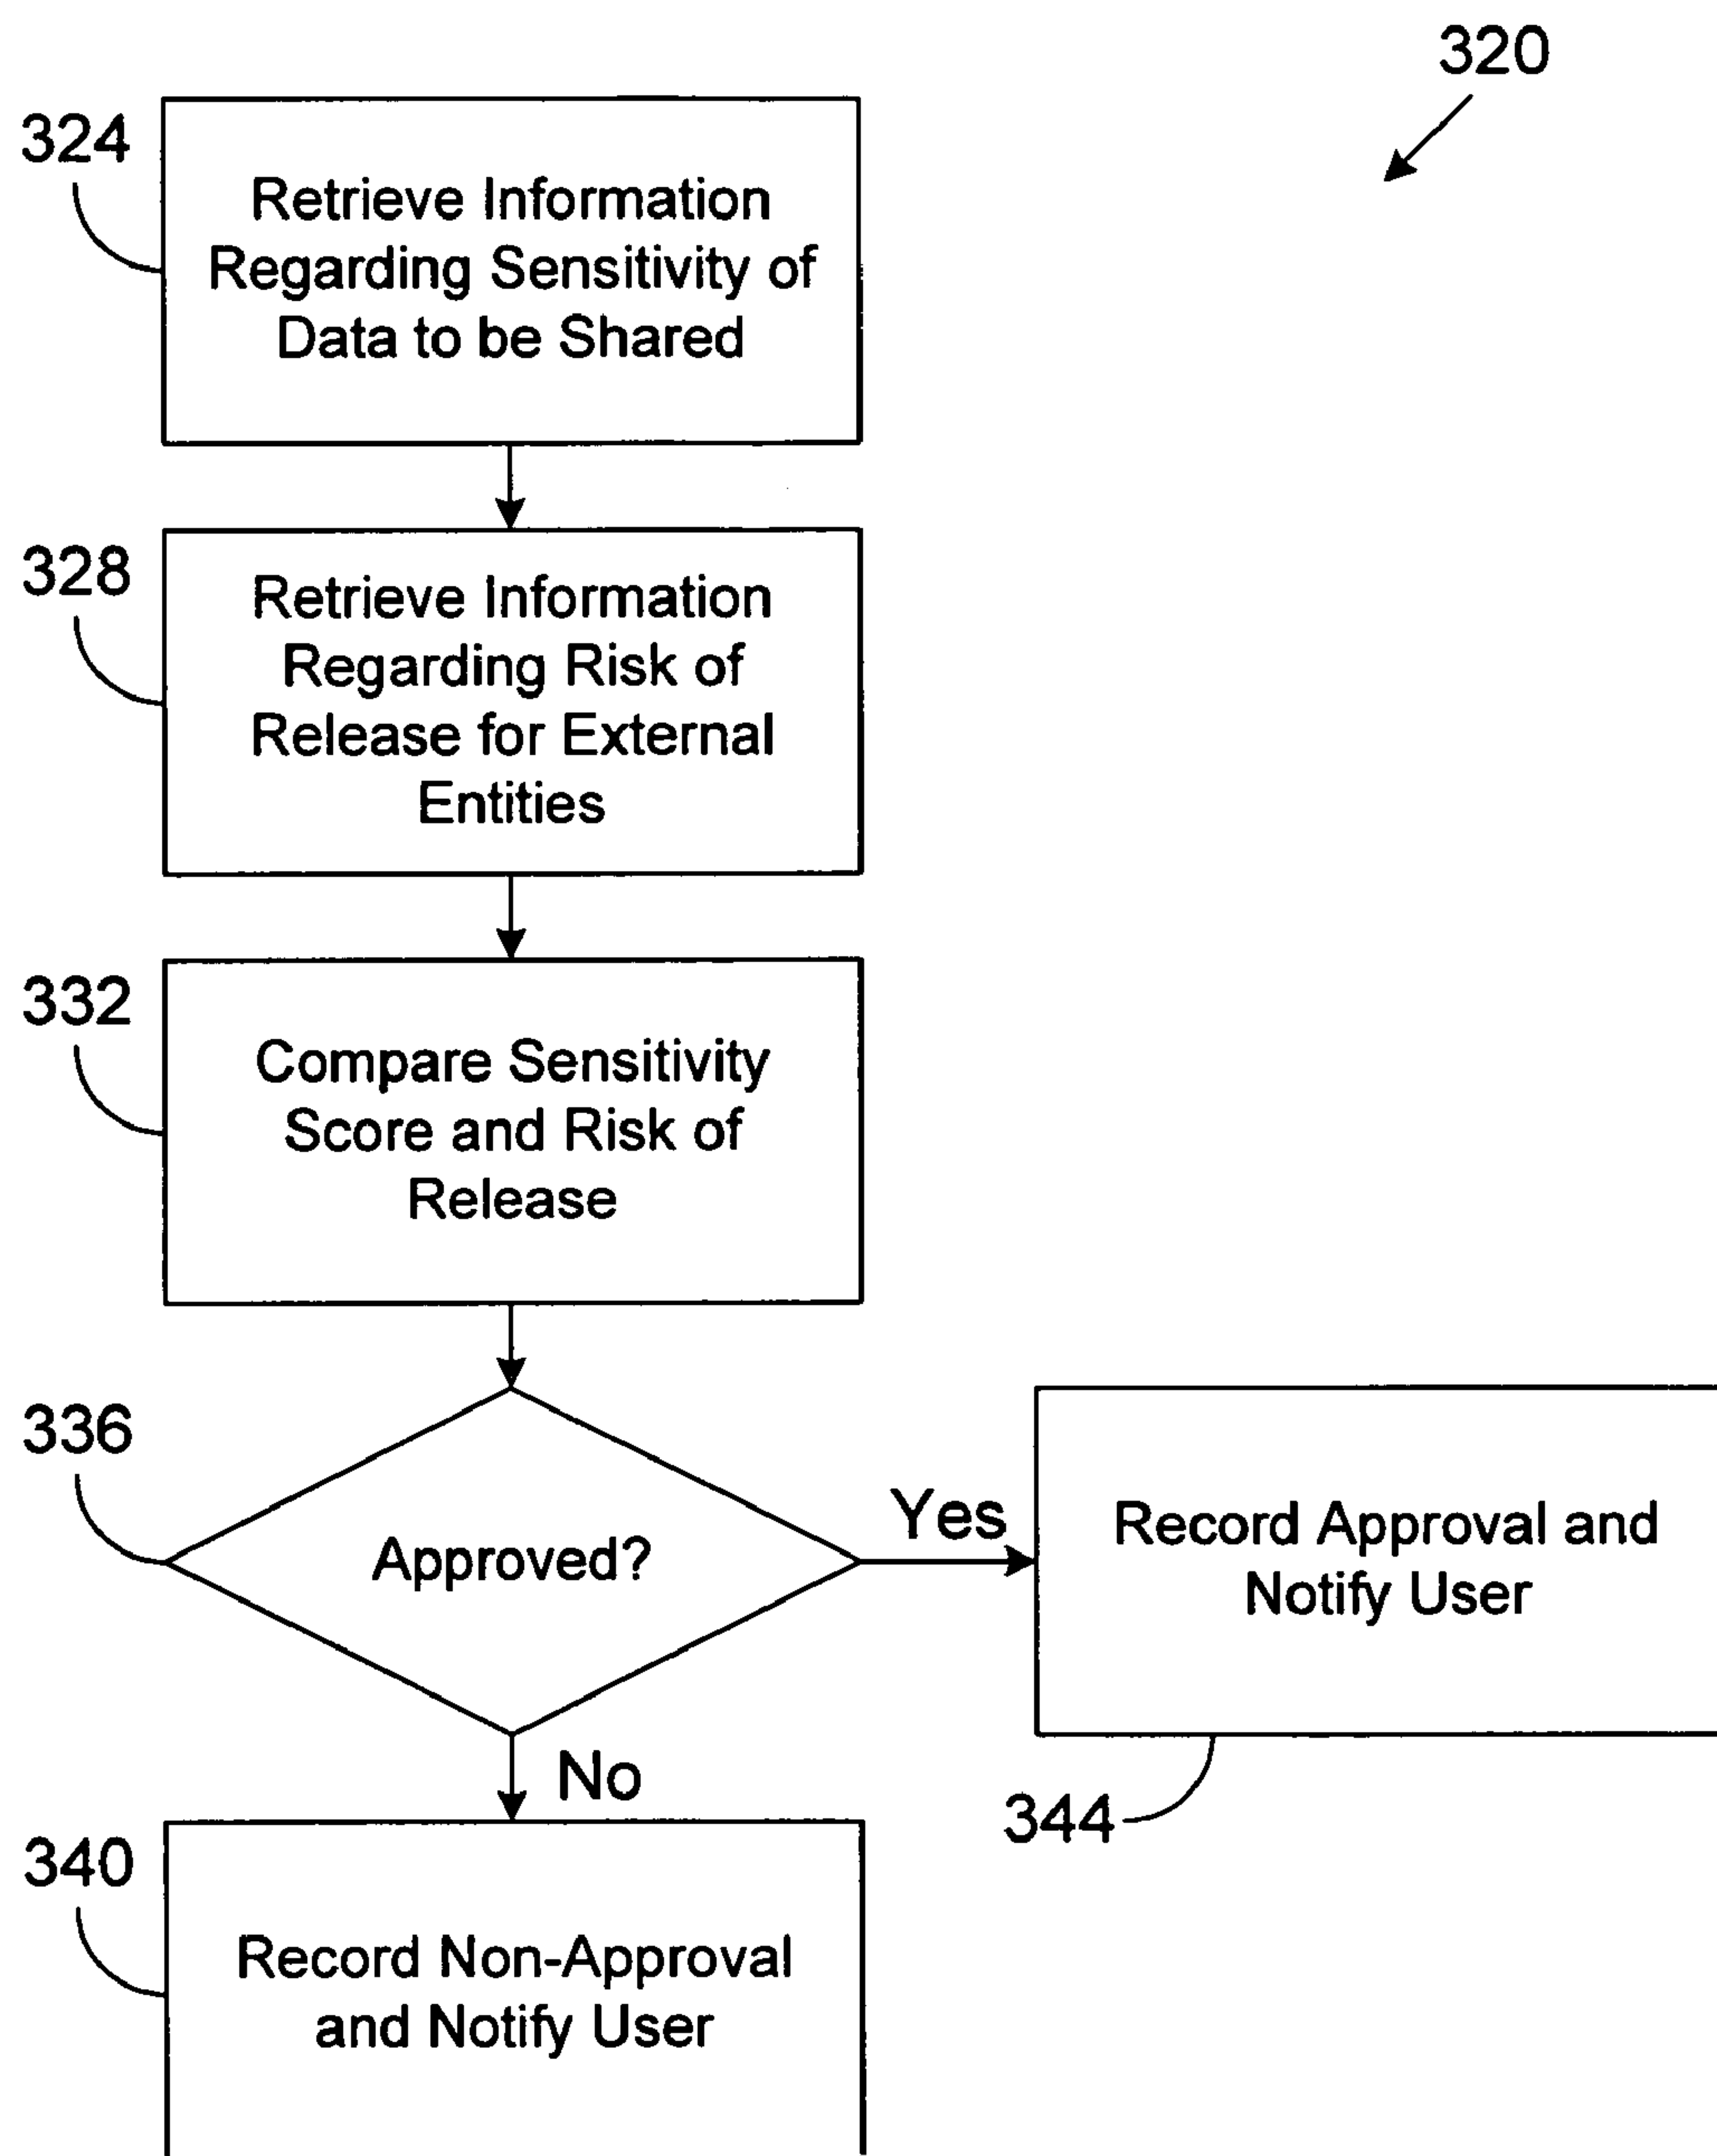 320
324
Retrieve Information
Regarding Sensitivity of
Data to be Shared
328
Retrieve Information
Regarding Risk of
Release for External
Entities
332
Compare Sensitivity
Score and Risk of
Release
336
Approved?
Yes
Record Approval and
Notify User
344
No
340
Record Non-Approval
and Notify User